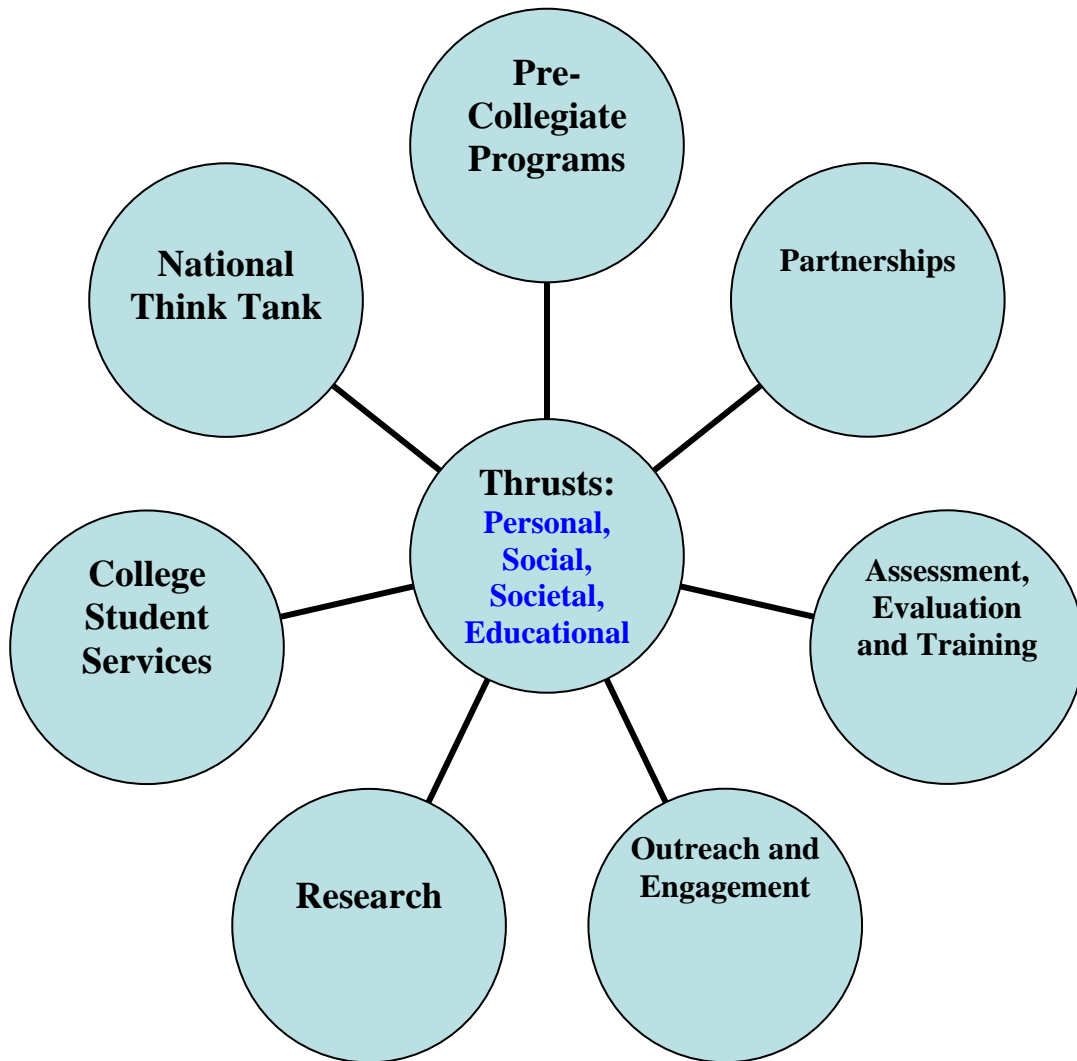 Pre-
Collegiate
Programs
National
Think Tank
Partnerships
Thrusts:
Personal,
Social,
Societal,
Educational
College
Student
Services
Assessment,
Evaluation
and Training
Research
Outreach and
Engagement